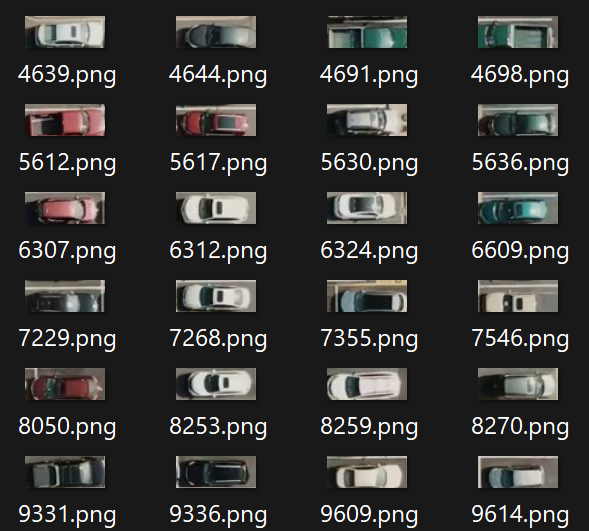 4639.png 4644.png 4691.png 4698.png
5612.png 5617.png 5630.png 5636.png
6307.png 6312.png 6324.png 6609.png
7229.png 7268.png 7355.png 7546.png
8050.png 8253.png 8259.png 8270.png
9331.png 9336.png 9609.png 9614.png